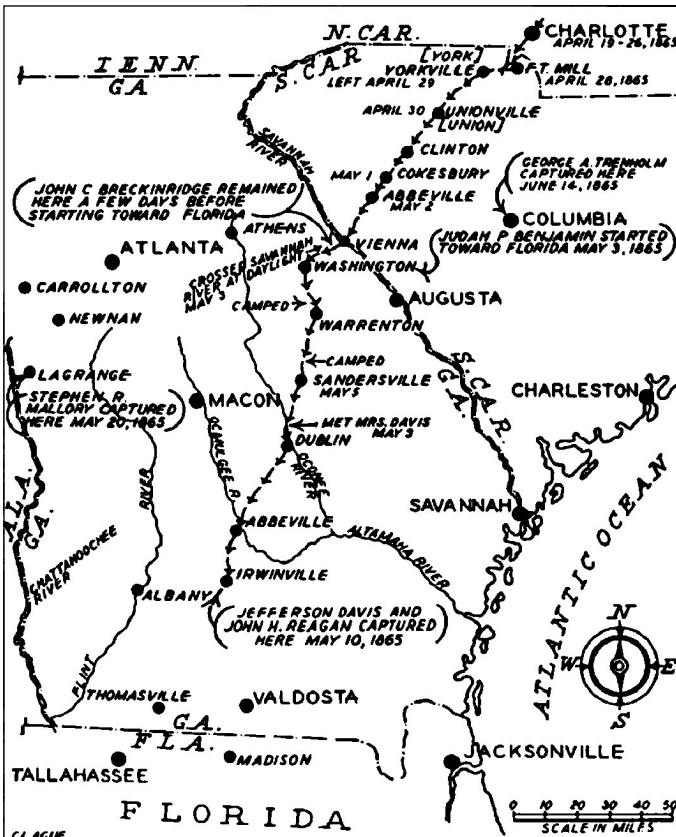 N. CAR.
S. CAR
TENN.
GA.
CHARLOTTE
APRIL 19-26, 1865
[YORK]
YORKVILLE
LEFT APRIL 29
FT. MILL
APRIL 28, 1865
APRIL 30
UNIONVILLE
[UNION]
SAVANNAH
RIVER
CLINTON
MAY 1
COKESBURY
ABBEVILLE
MAY 2
GEORGE A. TRENHOLM
CAPTURED HERE
JUNE 14, 1865
COLUMBIA
JOHN C BRECKINRIDGE REMAINED
HERE A FEW DAYS BEFORE
STARTING TOWARD FLORIDA
ATHENS
VIENNA
JUDAH P. BENJAMIN STARTED
TOWARD FLORIDA MAY 3, 1865
ATLANTA
CROSSED SAVANNAH
RIVER AT DAYLIGHT
MAY 3
WASHINGTON
CARROLLTON
AUGUSTA
CAMPED
NEWNAN
WARRENTON
CAMPED
S. CAR.
GA.
LAGRANGE
SANDERSVILLE
MAY 5
STEPHEN R.
MALLORY CAPTURED
HERE MAY 20, 1865
MACON
CHARLESTON
MET MRS. DAVIS
MAY 3
DUBLIN
OCMULGEE R.
OCONEE
RIVER
RIVER
SAVANNAH
ALA.
GA.
ABBEVILLE
ALTAMAHA RIVER
CHATTAHOOCHEE
RIVER
IRWINVILLE
ALBANY
ATLANTIC OCEAN
JEFFERSON DAVIS AND
JOHN H. REAGAN CAPTURED
HERE MAY 10, 1865
N
W
E
S
FLINT
THOMASVILLE
VALDOSTA
GA.
FLA.
TALLAHASSEE
MADISON
JACKSONVILLE
FLORIDA
0 10 20 30 40 50
SCALE IN MILES